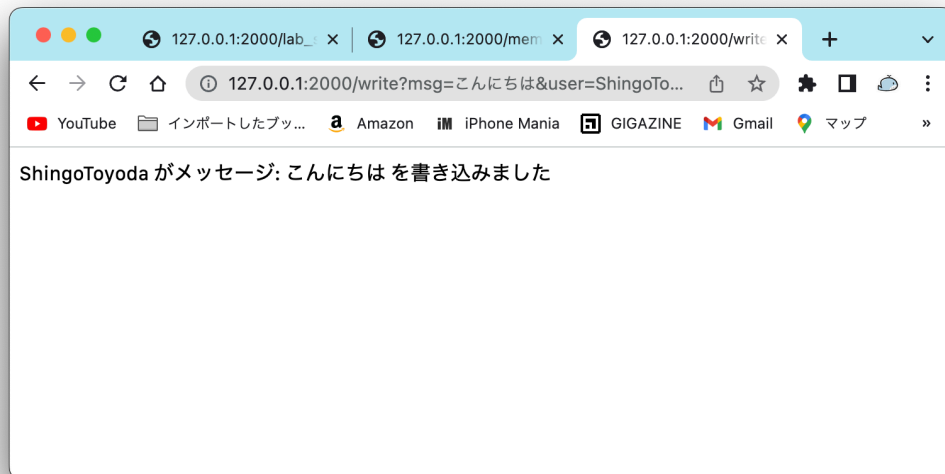 127.0.0.1:2000/lab_ 127.0.0.1:2000/mem 127.0.0.1:2000/write
127.0.0.1:2000/write?msg=こんにちは&user=ShingoTo...
YouTube インポートしたブッ... Amazon iPhone Mania GIGAZINE Gmail マップ »
ShingoToyoda がメッセージ: こんにちは を書き込みました